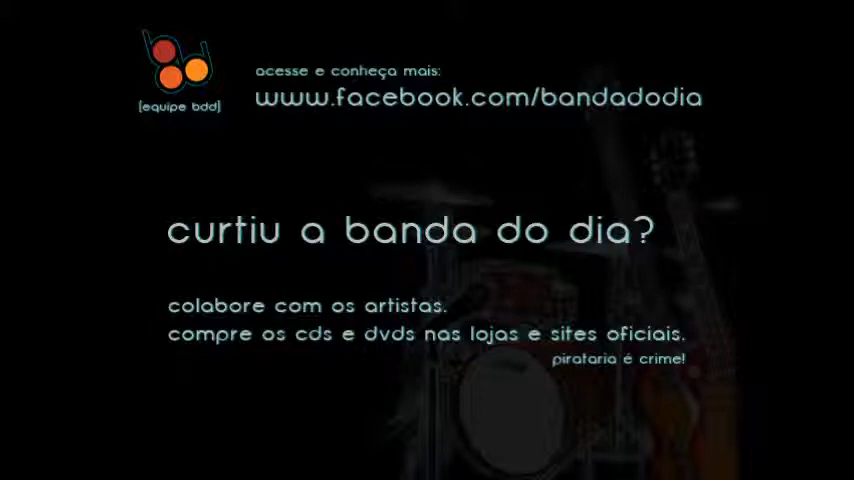 acesse e conheça mais:
www.facebook.com/bandadodia
[equipe bdd]
curtiu a banda do dia?
colabore com os artistas.
compre os cds e dvds nas lojas e sites oficiais.
pirataria é crime!